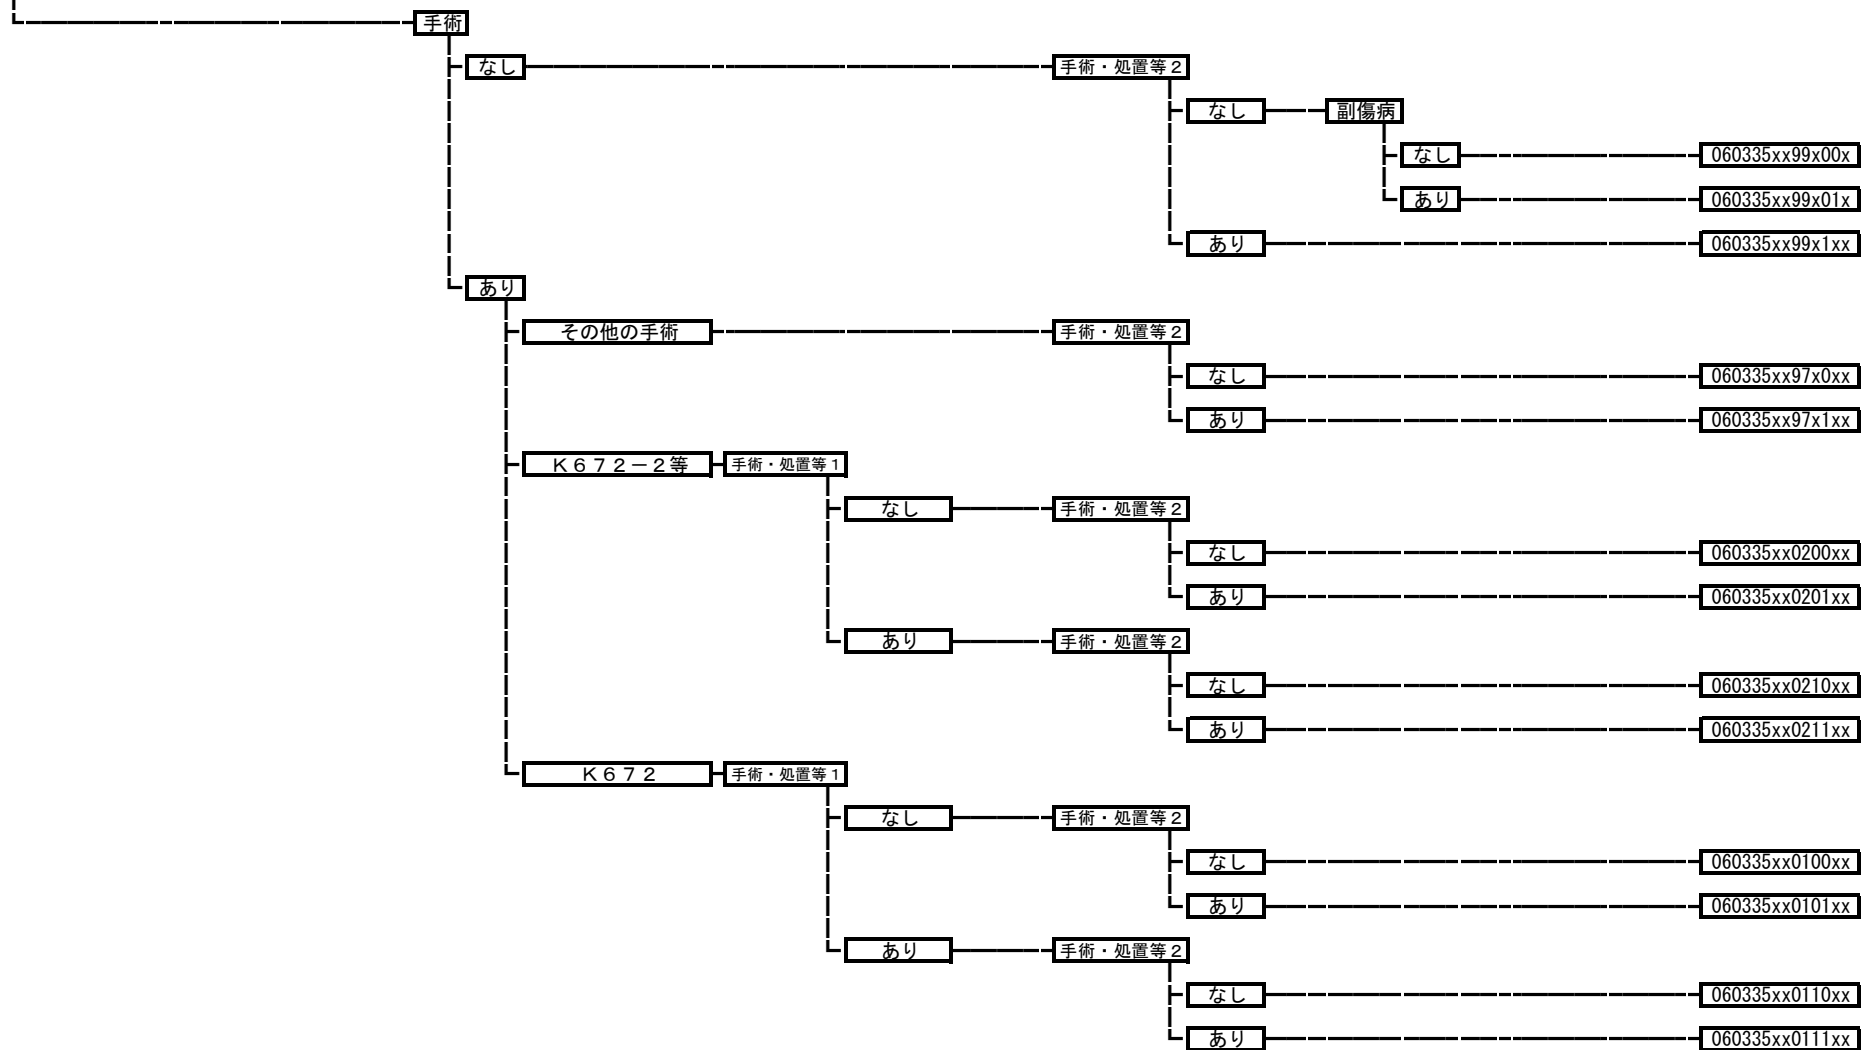 手術
なし 手術・処置等２
なし 副傷病
なし 060335xx99x00x
あり 060335xx99x01x
あり 060335xx99x1xx
あり
その他の手術 手術・処置等２
なし 060335xx97x0xx
あり 060335xx97x1xx
Ｋ６７２－２等 手術・処置等１
なし 手術・処置等２
なし 060335xx0200xx
あり 060335xx0201xx
あり 手術・処置等２
なし 060335xx0210xx
あり 060335xx0211xx
Ｋ６７２ 手術・処置等１
なし 手術・処置等２
なし 060335xx0100xx
あり 060335xx0101xx
あり 手術・処置等２
なし 060335xx0110xx
あり 060335xx0111xx